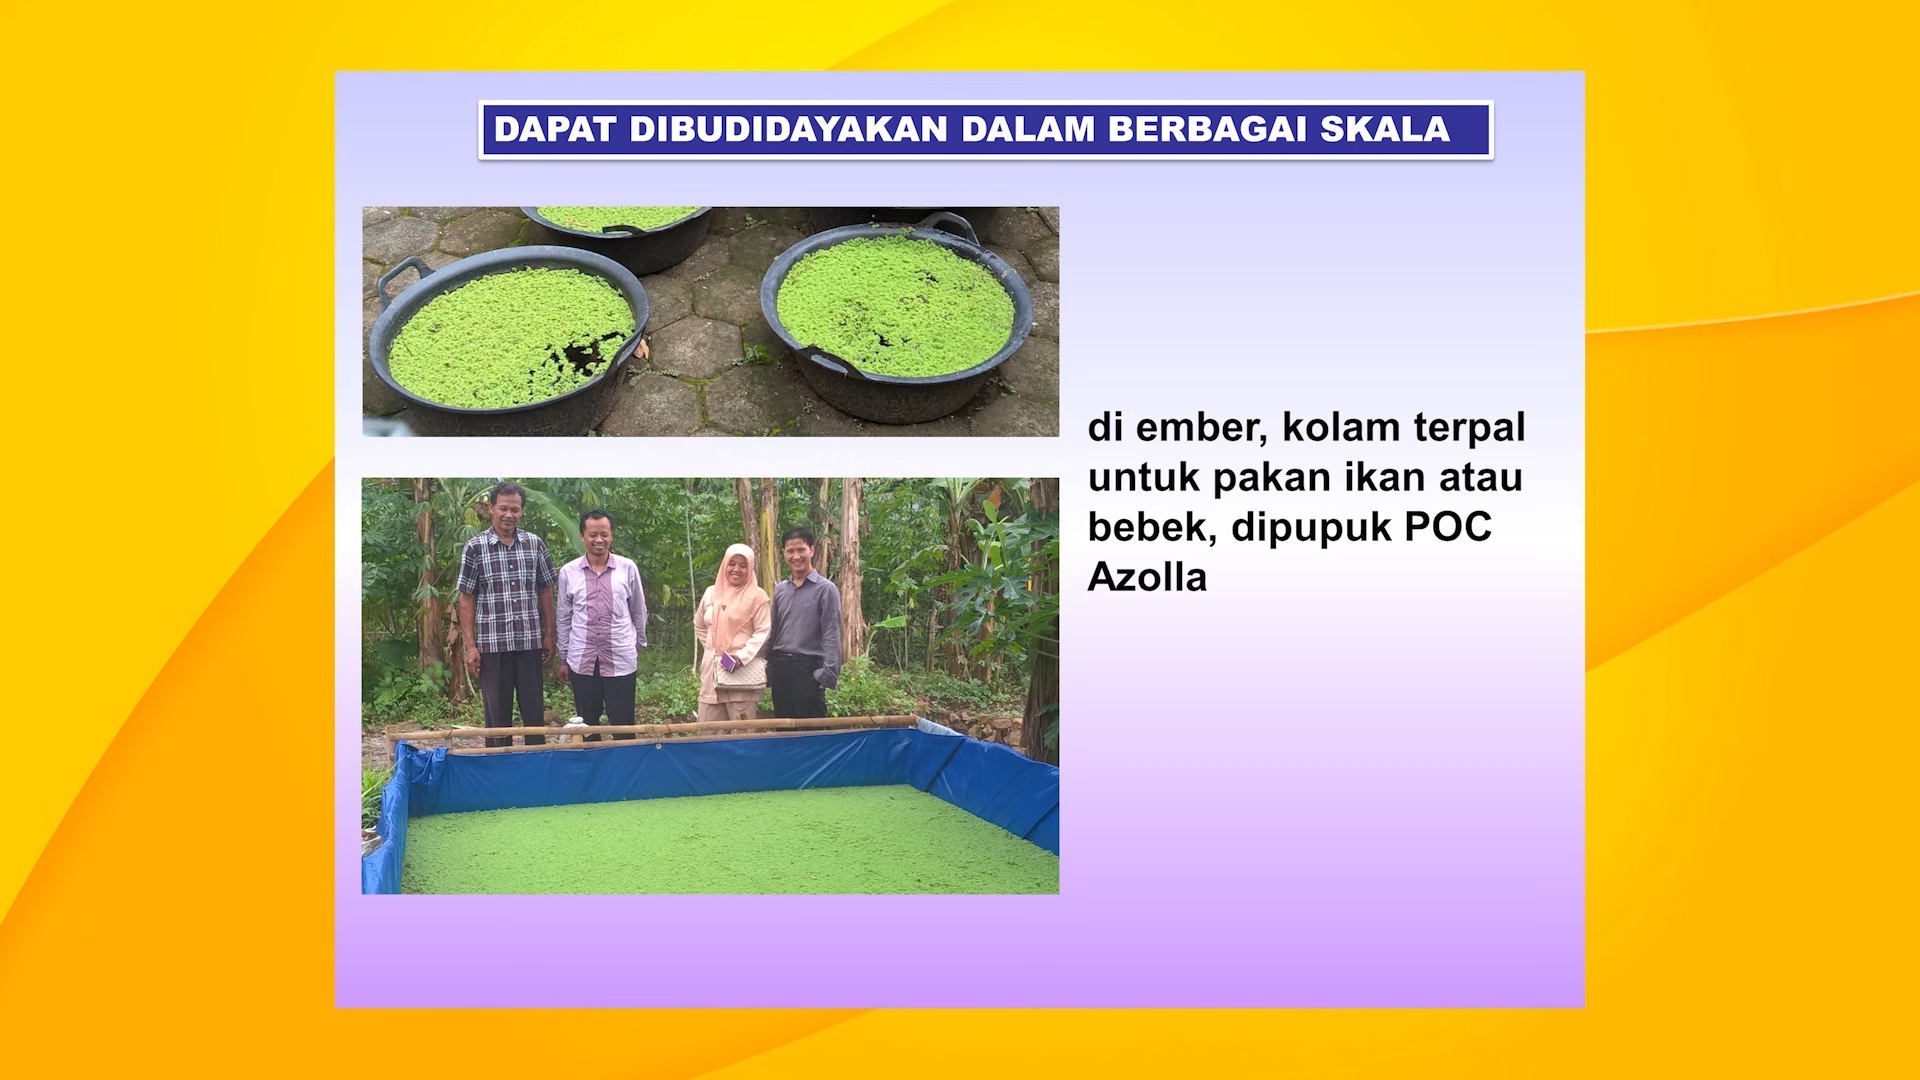 DAPAT DIBUDIDAYAKAN DALAM BERBAGAI SKALA
di ember, kolam terpal
untuk pakan ikan atau
bebek, dipupuk POC
Azolla